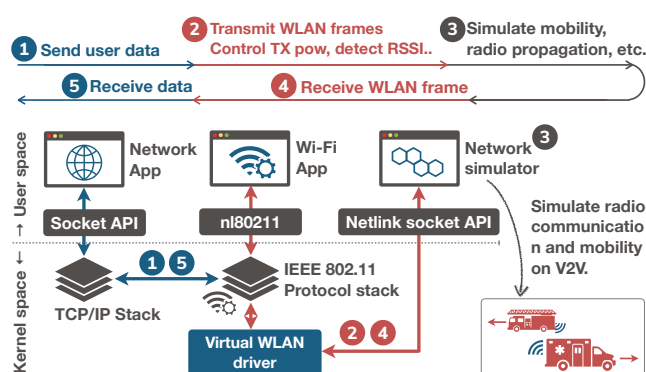 1 Send user data
2 Transmit WLAN frames
Control TX pow, detect RSSI..
3 Simulate mobility,
radio propagation, etc.
5 Receive data
4 Receive WLAN frame
Network
App
Wi-Fi
App
Network
simulator
3
→ User space
Socket API
nl80211
Netlink socket API
Simulate radio
communicatio
n and mobility
on V2V.
Kernel space ←
1 5
IEEE 802.11
Protocol stack
TCP/IP Stack
2 4
Virtual WLAN
driver